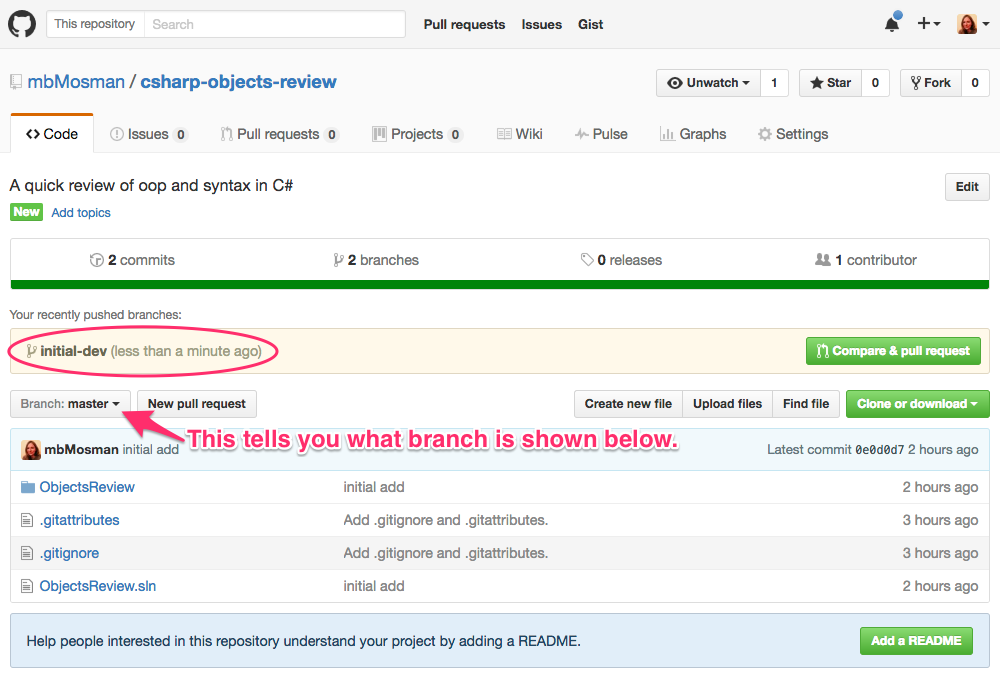 This repository Search Pull requests Issues Gist
mbMosman / csharp-objects-review Unwatch 1 Star 0 Fork 0
Code Issues 0 Pull requests 0 Projects 0 Wiki Pulse Graphs Settings
A quick review of oop and syntax in C# Edit
New Add topics
2 commits 2 branches 0 releases 1 contributor
Your recently pushed branches:
initial-dev (less than a minute ago) Compare & pull request
Branch: master New pull request Create new file Upload files Find file Clone or download
This tells you what branch is shown below.
mbMosman initial add Latest commit 0e0d0d7 2 hours ago
ObjectsReview initial add 2 hours ago
.gitattributes Add .gitignore and .gitattributes. 3 hours ago
.gitignore Add .gitignore and .gitattributes. 3 hours ago
ObjectsReview.sln initial add 2 hours ago
Help people interested in this repository understand your project by adding a README. Add a README